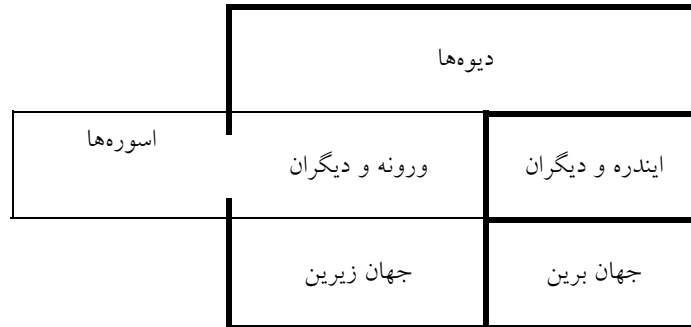 دیوه‌ها
اسوره‌ها
ایندره و دیگران
ورونه و دیگران
جهان برین
جهان زیرین